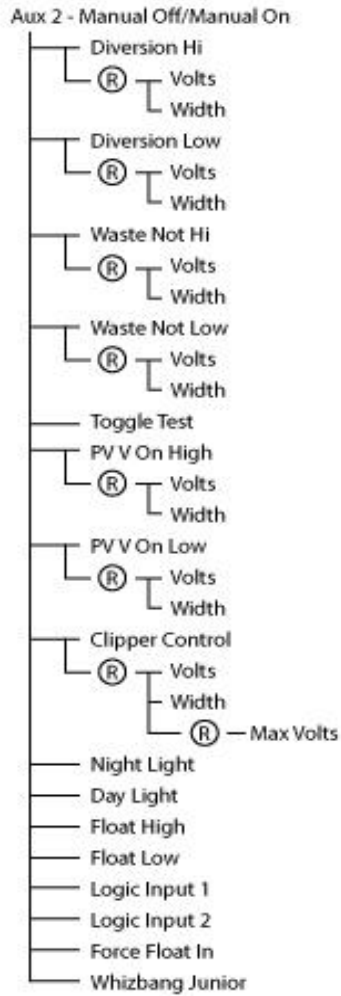 Aux 2 - Manual Off/Manual On
Diversion Hi
R Volts
Width
Diversion Low
R Volts
Width
Waste Not Hi
R Volts
Width
Waste Not Low
R Volts
Width
Toggle Test
PV V On High
R Volts
Width
PV V On Low
R Volts
Width
Clipper Control
R Volts
Width
R Max Volts
Night Light
Day Light
Float High
Float Low
Logic Input 1
Logic Input 2
Force Float In
Whizbang Junior